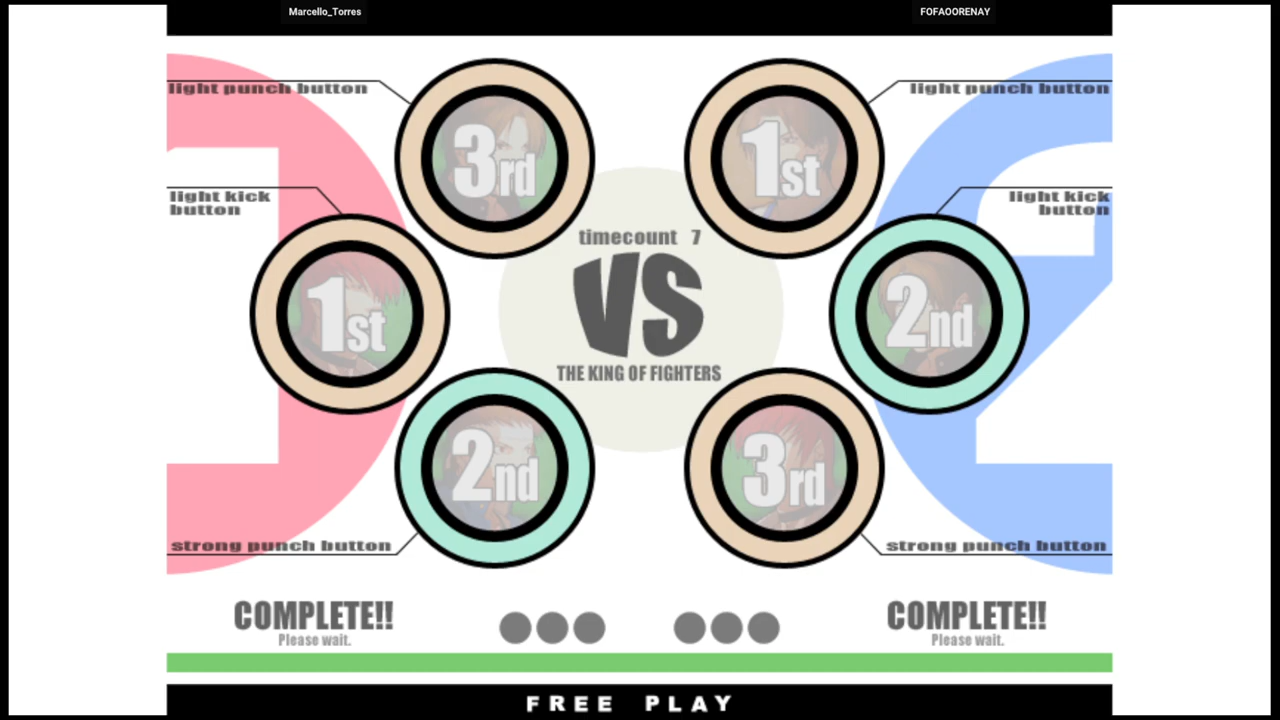 Marcello_Torres
FOFAOORENAY
light punch button
3rd
1st
light punch button
light kick
button
light kick
button
timecount 7
1st
VS
2nd
THE KING OF FIGHTERS
2nd
3rd
strong punch button
strong punch button
COMPLETE!!
Please wait.
COMPLETE!!
Please wait.
FREE PLAY